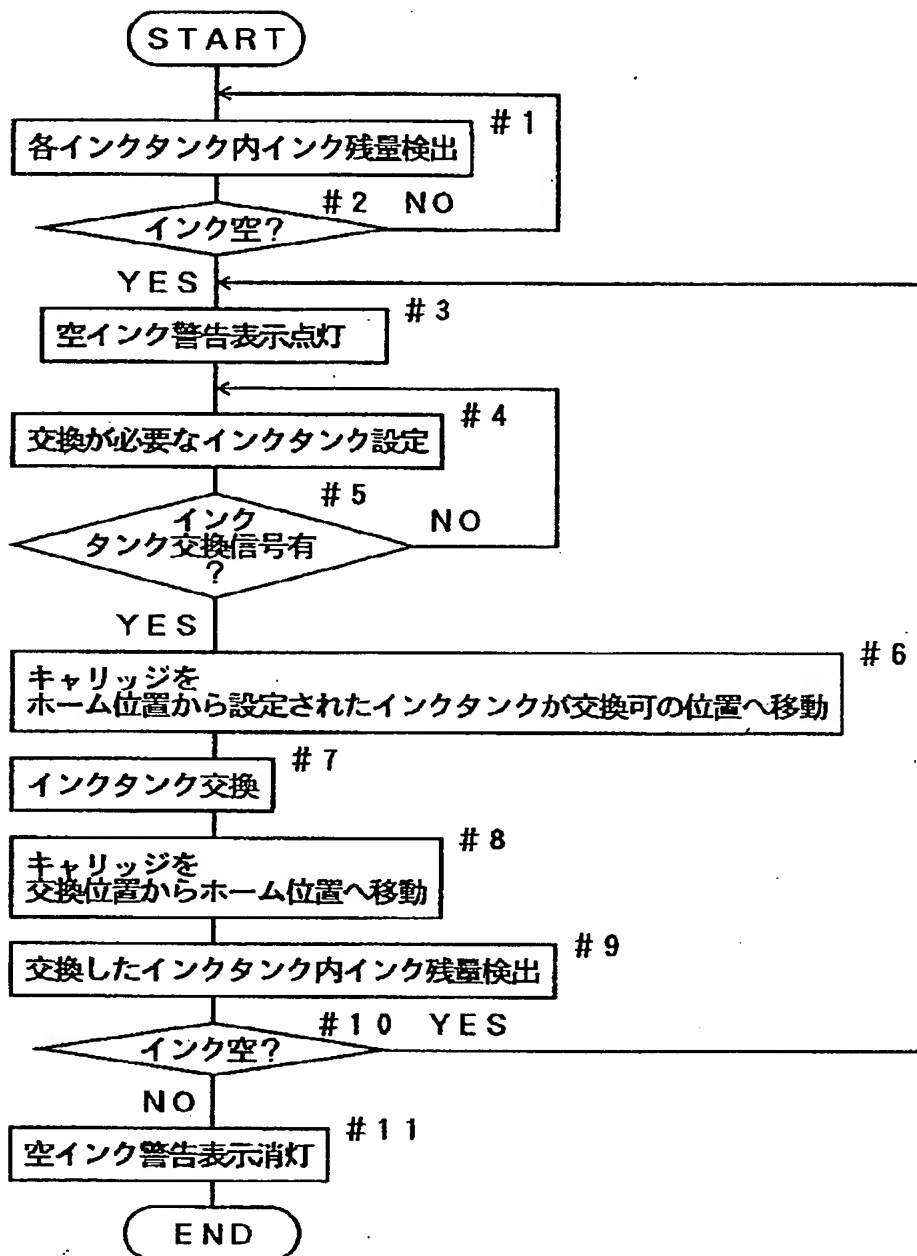 START
#1
各インクタンク内インク残量検出
#2 NO
インク空?
YES
#3
空インク警告表示点灯
#4
交換が必要なインクタンク設定
#5
インク
タンク交換信号有
?
NO
YES
#6
キャリッジを
ホーム位置から設定されたインクタンクが交換可の位置へ移動
#7
インクタンク交換
#8
キャリッジを
交換位置からホーム位置へ移動
#9
交換したインクタンク内インク残量検出
#10 YES
インク空?
NO
#11
空インク警告表示消灯
END